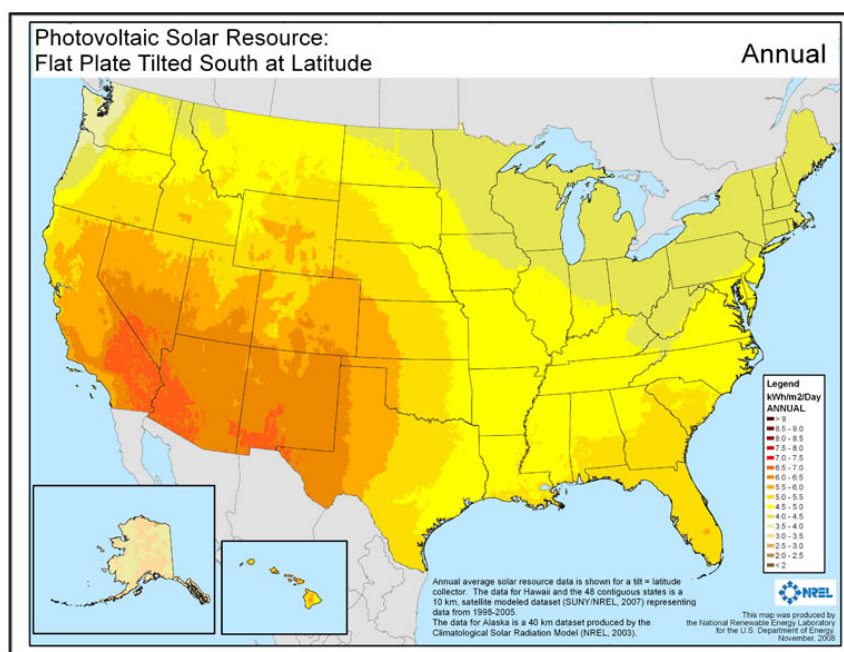 Photovoltaic Solar Resource:
Flat Plate Tilted South at Latitude
Annual
Legend
kWh/m2/Day
ANNUAL
> 9
8.5 - 9.0
8.0 - 8.5
7.5 - 8.0
7.0 - 7.5
6.5 - 7.0
6.0 - 6.5
5.5 - 6.0
5.0 - 5.5
4.5 - 5.0
4.0 - 4.5
3.5 - 4.0
3.0 - 3.5
2.5 - 3.0
2.0 - 2.5
< 2
Annual average solar resource data is shown for a tilt = latitude
collector. The data for Hawaii and the 48 contiguous states is a
10 km, satellite modeled dataset (SUNY/NREL, 2007) representing
data from 1998-2005.
The data for Alaska is a 40 km dataset produced by the
Climatological Solar Radiation Model (NREL, 2003).
NREL
This map was produced by
the National Renewable Energy Laboratory
for the U.S. Department of Energy.
November, 2008